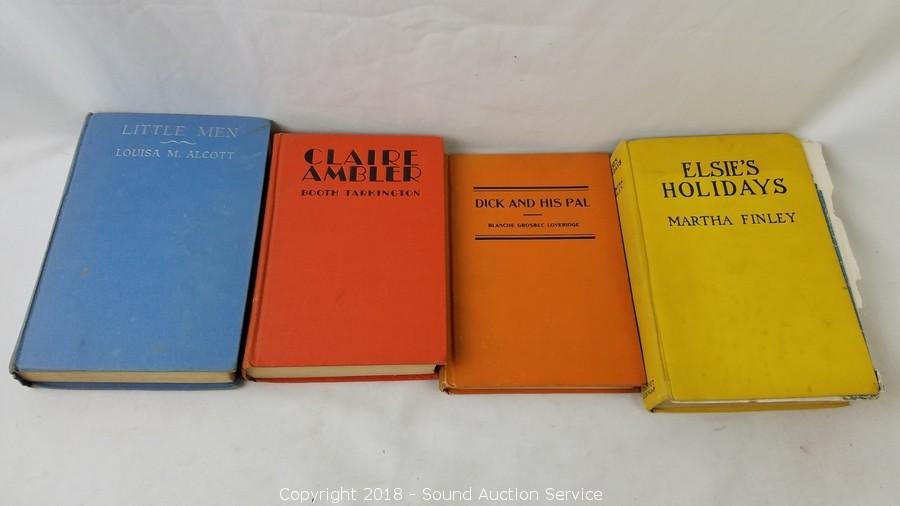 LITTLE MEN
LOUISA M. ALCOTT
CLAIRE
AMBLER
BOOTH TARKINGTON
DICK AND HIS PAL
BLANCHE GROSBEC LOVERIDGE
ELSIE'S
HOLIDAYS
MARTHA FINLEY
Copyright 2018 - Sound Auction Service